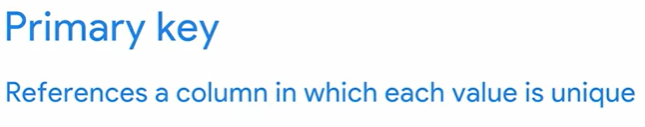 Primary key
References a column in which each value is unique